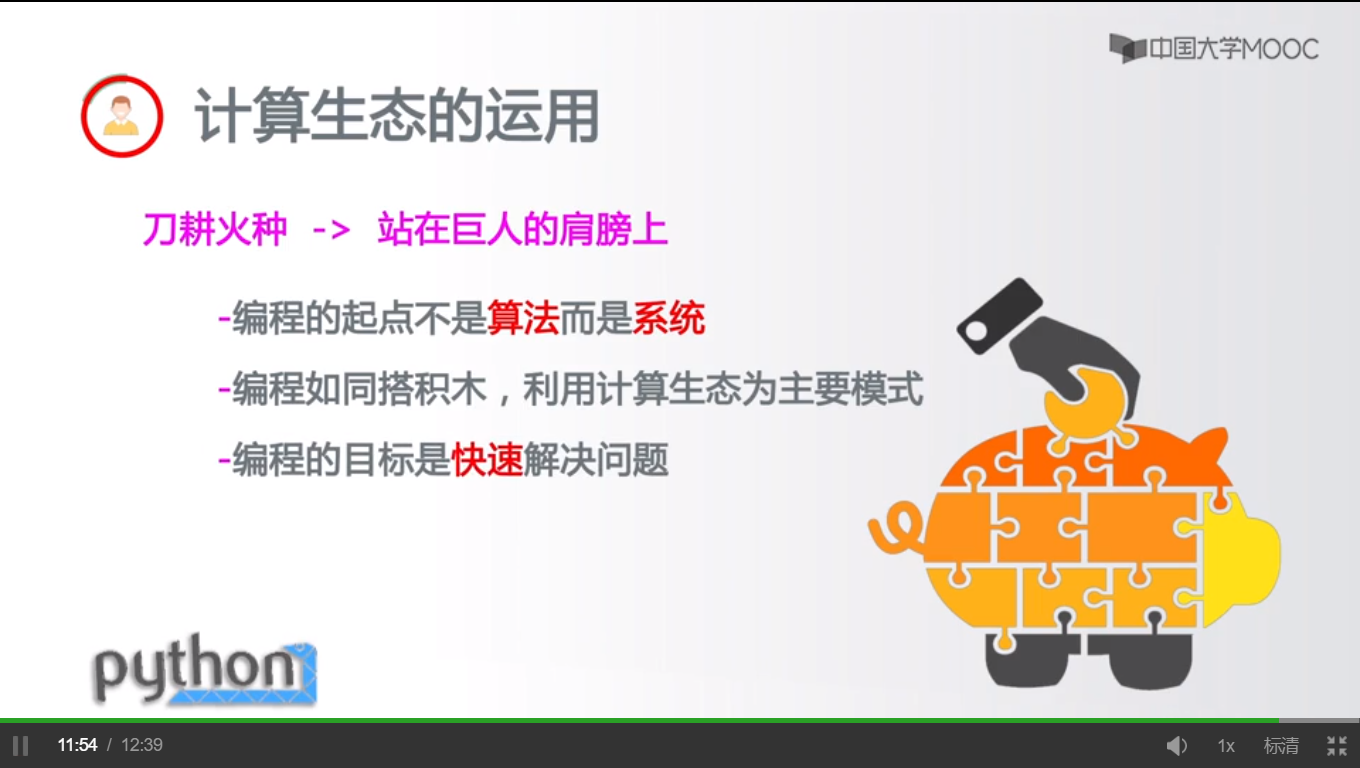 中国大学MOOC
计算生态的运用
刀耕火种 -> 站在巨人的肩膀上
-编程的起点不是算法而是系统
-编程如同搭积木，利用计算生态为主要模式
-编程的目标是快速解决问题
python
11:54 / 12:39
1x
标清